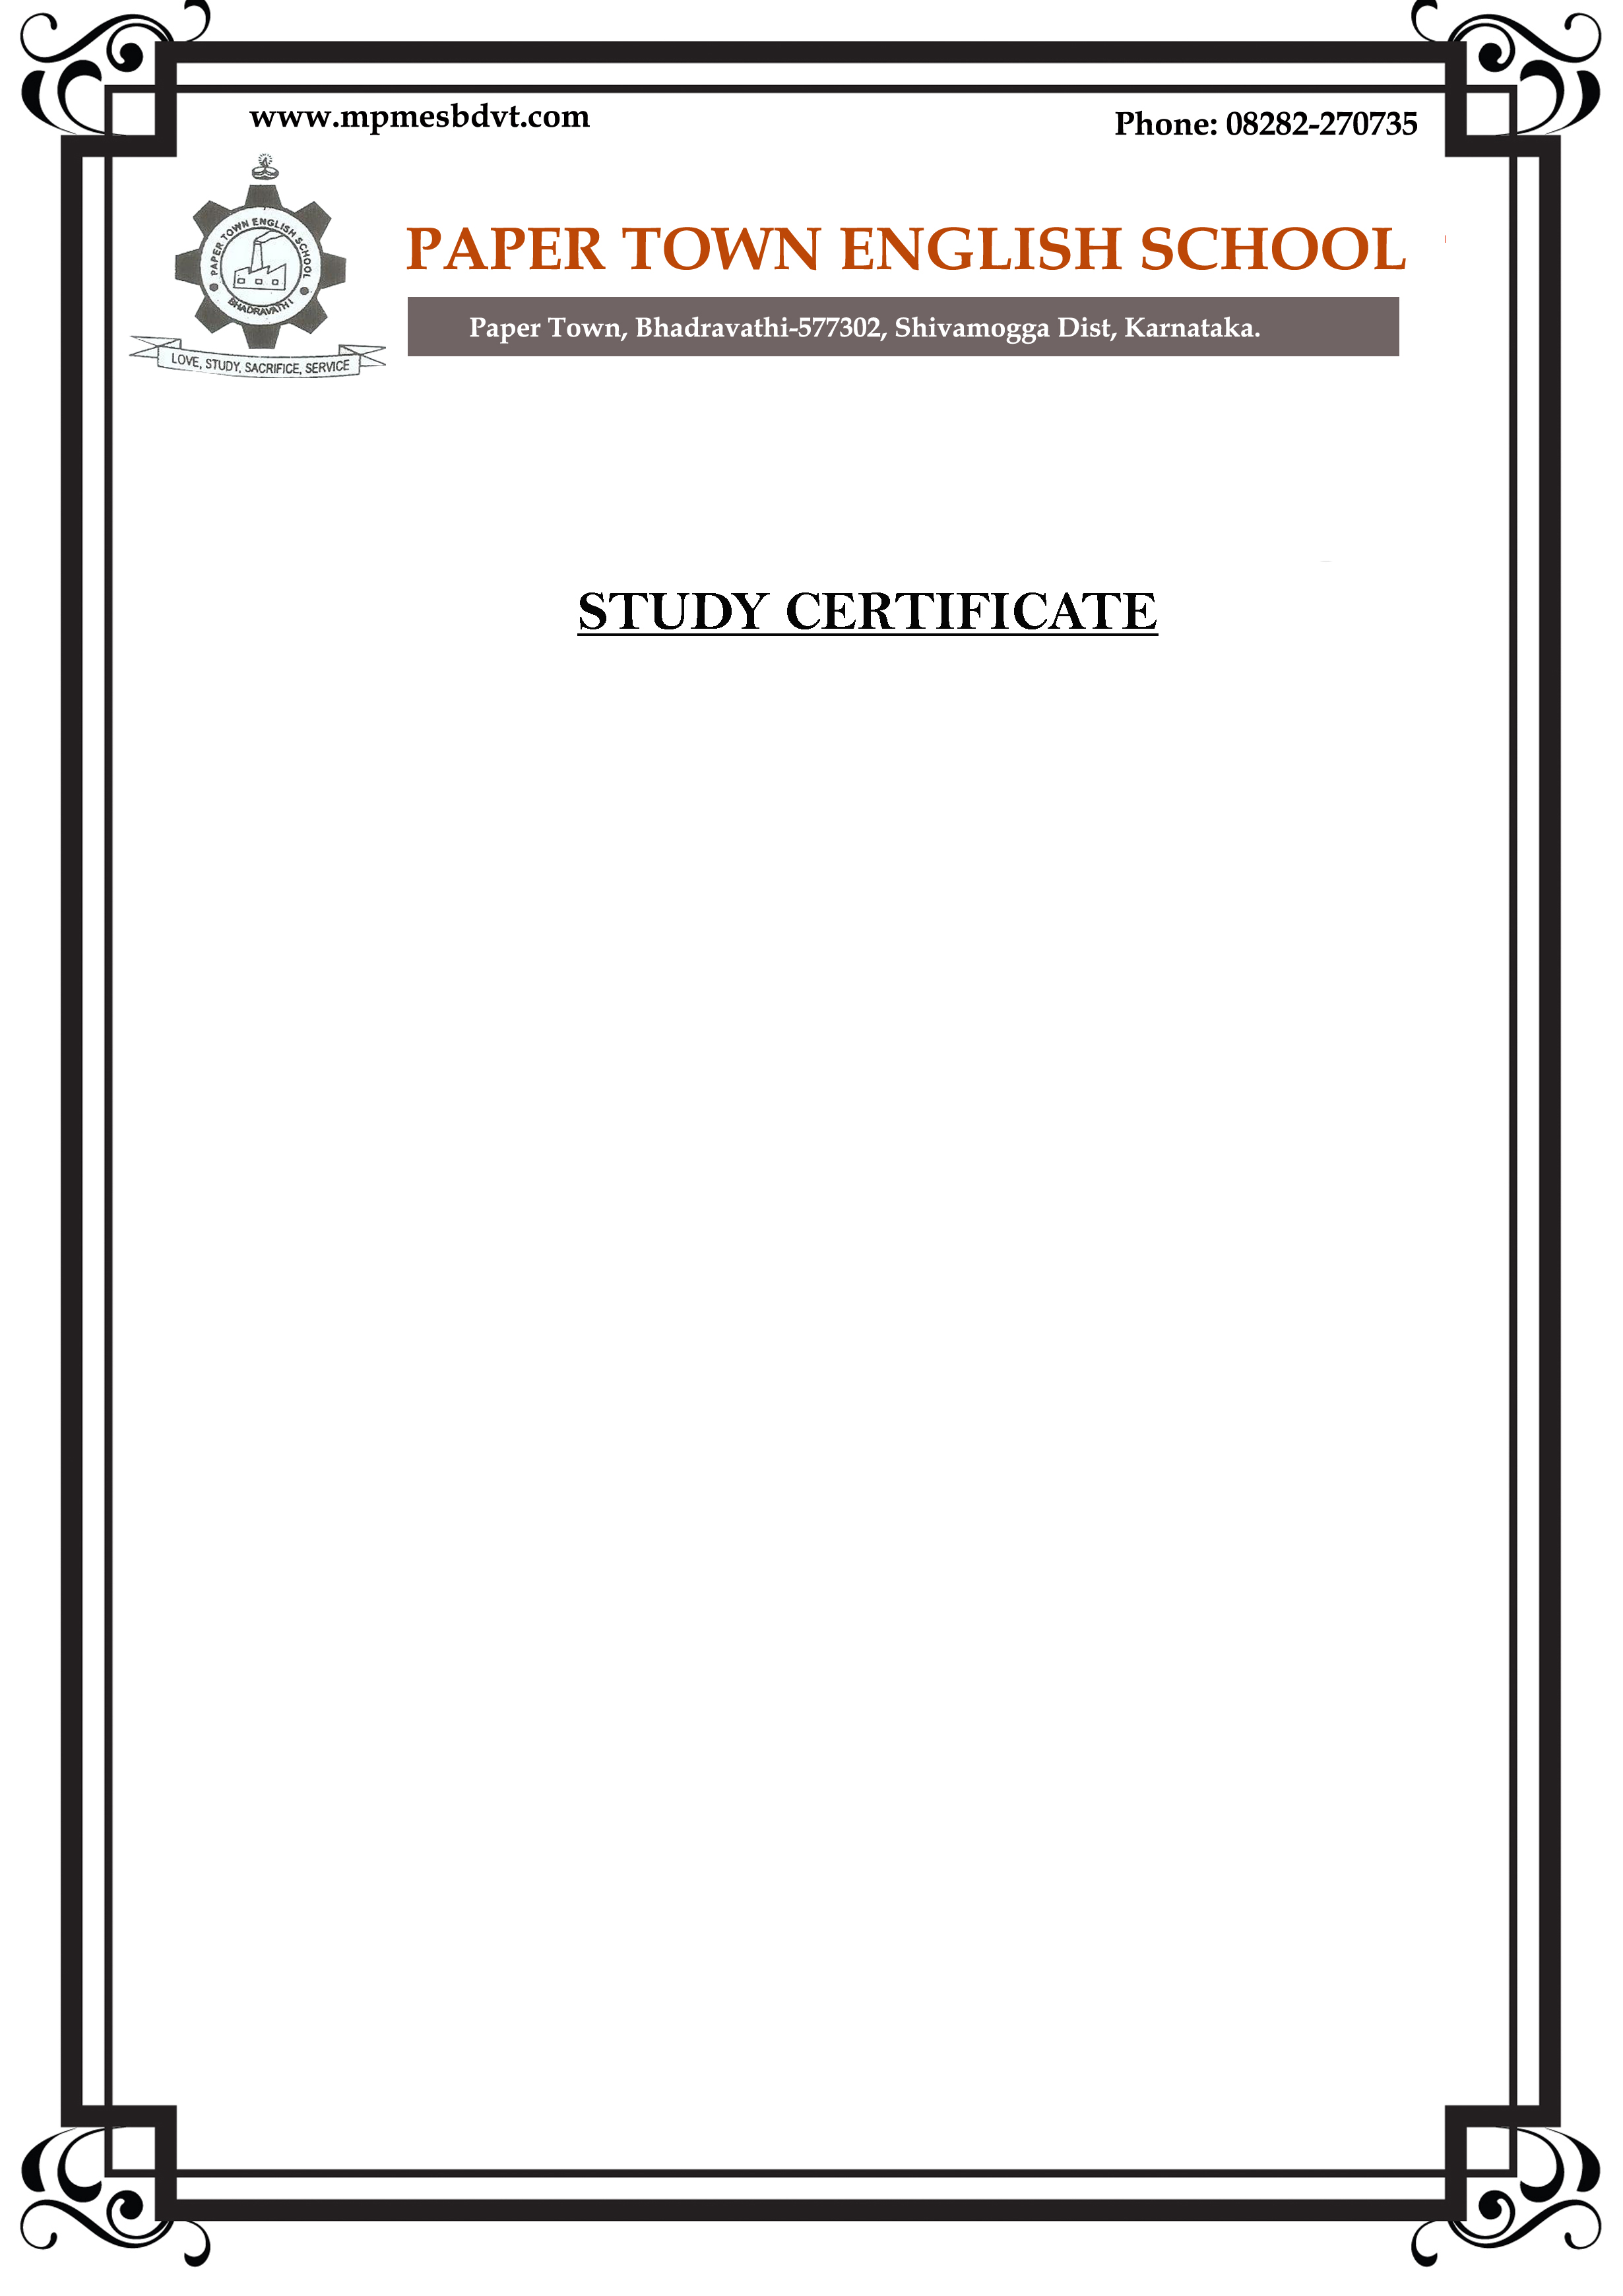 www.mpmesbdvt.com
Phone: 08282-270735
PAPER TOWN ENGLISH SCHOOL
BHADRAVATHI
LOVE, STUDY, SACRIFICE, SERVICE
PAPER TOWN ENGLISH SCHOOL
Paper Town, Bhadravathi-577302, Shivamogga Dist, Karnataka.
STUDY CERTIFICATE